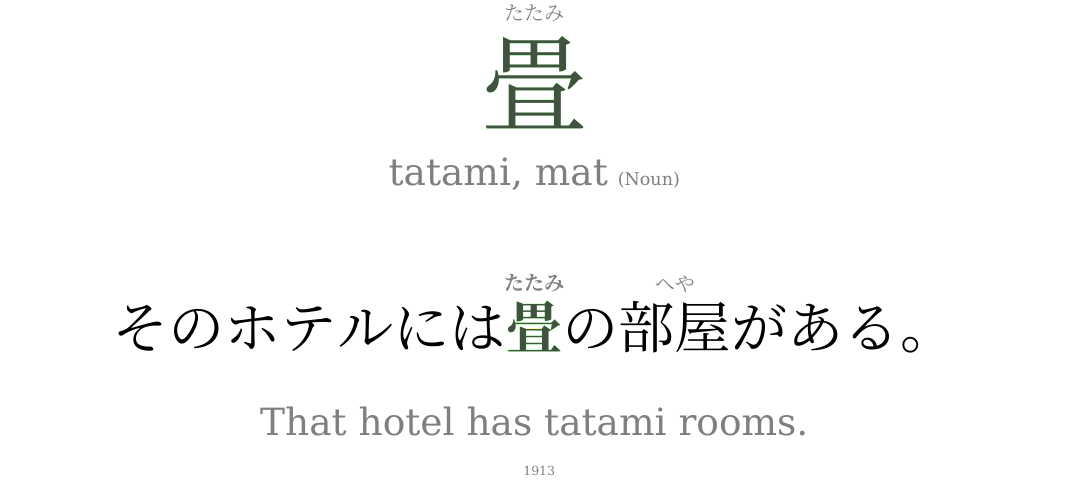 たたみ
畳
tatami, mat (Noun)
たたみ へや
そのホテルには畳の部屋がある。
That hotel has tatami rooms.
1913